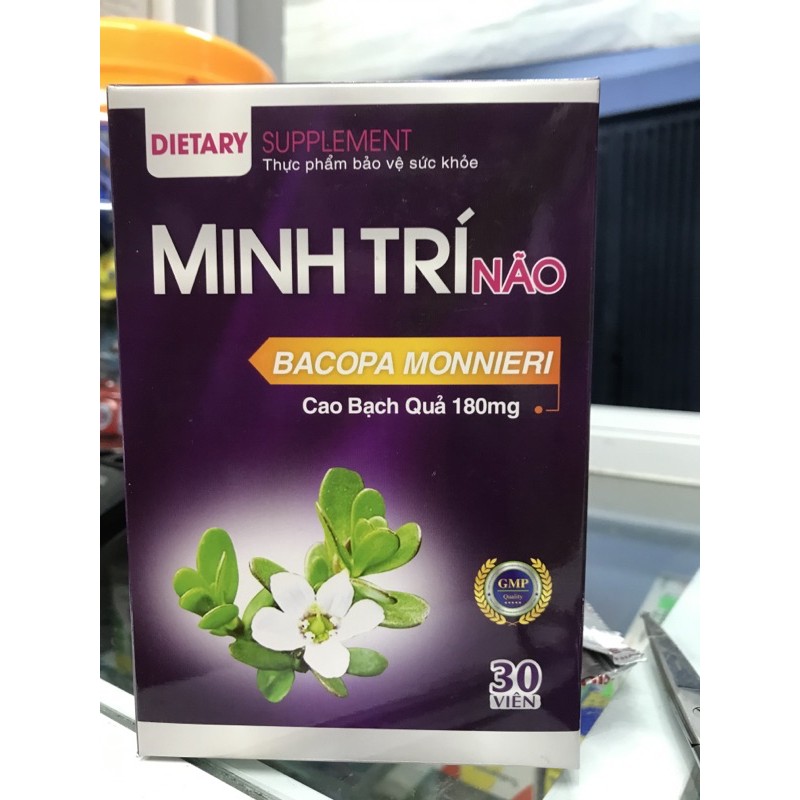 DIETARY SUPPLEMENT
Thực phẩm bảo vệ sức khỏe
MINH TRÍ NÃO
BACOPA MONNIERI
Cao Bạch Quả 180mg
GMP
Quality
30
VIÊN